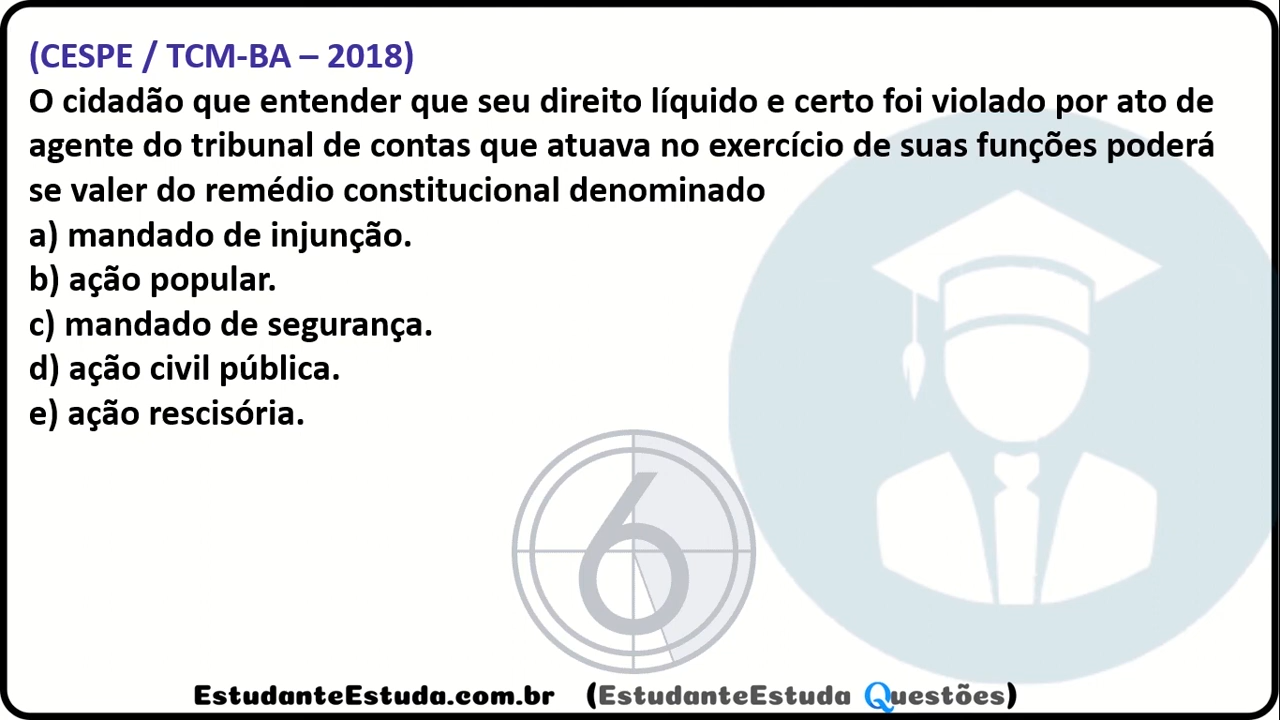 (CESPE / TCM-BA – 2018)
O cidadão que entender que seu direito líquido e certo foi violado por ato de
agente do tribunal de contas que atuava no exercício de suas funções poderá
se valer do remédio constitucional denominado
a) mandado de injunção.
b) ação popular.
c) mandado de segurança.
d) ação civil pública.
e) ação rescisória.
6
EstudanteEstuda.com.br (EstudanteEstuda Questões)